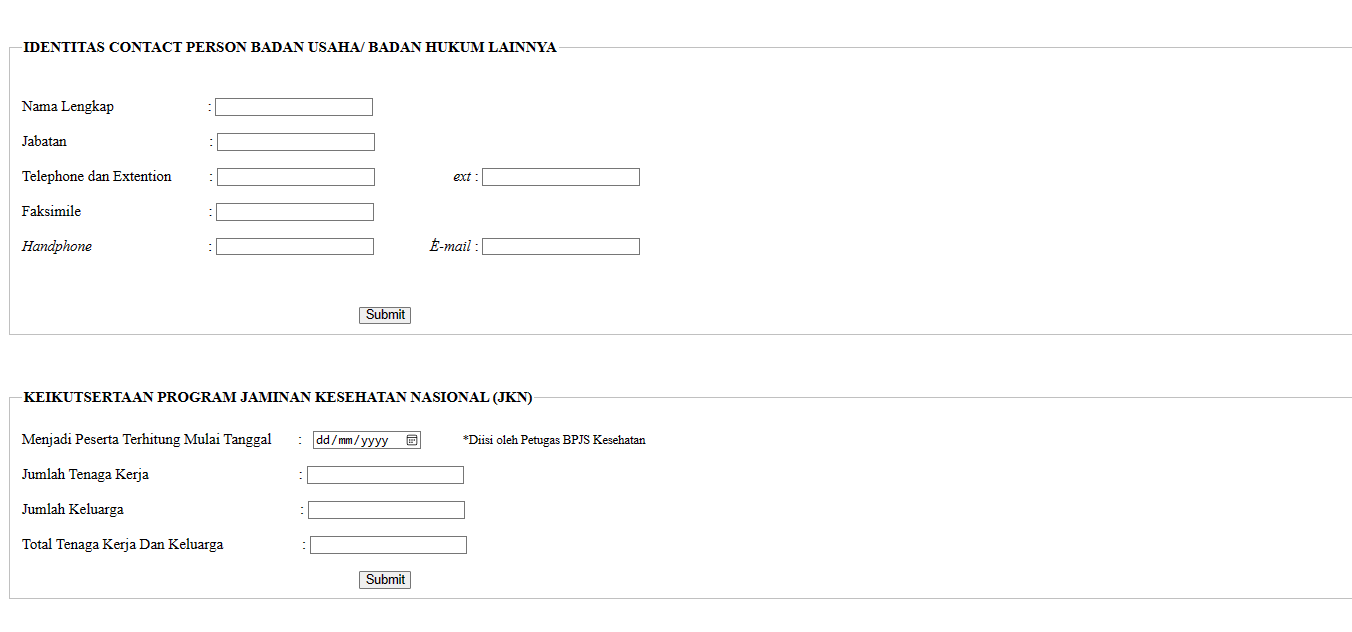 IDENTITAS CONTACT PERSON BADAN USAHA/ BADAN HUKUM LAINNYA
Nama Lengkap :
Jabatan :
Telephone dan Extention : ext :
Faksimile :
Handphone : E-mail :
Submit
KEIKUTSERTAAN PROGRAM JAMINAN KESEHATAN NASIONAL (JKN)
Menjadi Peserta Terhitung Mulai Tanggal : dd/mm/yyyy *Diisi oleh Petugas BPJS Kesehatan
Jumlah Tenaga Kerja :
Jumlah Keluarga :
Total Tenaga Kerja Dan Keluarga :
Submit